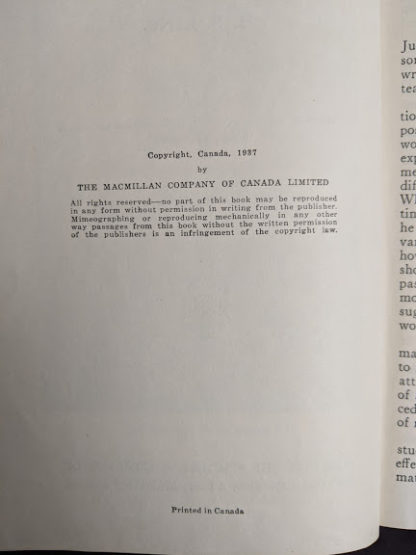 Copyright, Canada, 1937
by
THE MACMILLAN COMPANY OF CANADA LIMITED
All rights reserved—no part of this book may be reproduced
in any form without permission in writing from the publisher.
Mimeographing or reproducing mechanically in any other
way passages from this book without the written permission
of the publishers is an infringement of the copyright law.
Printed in Canada